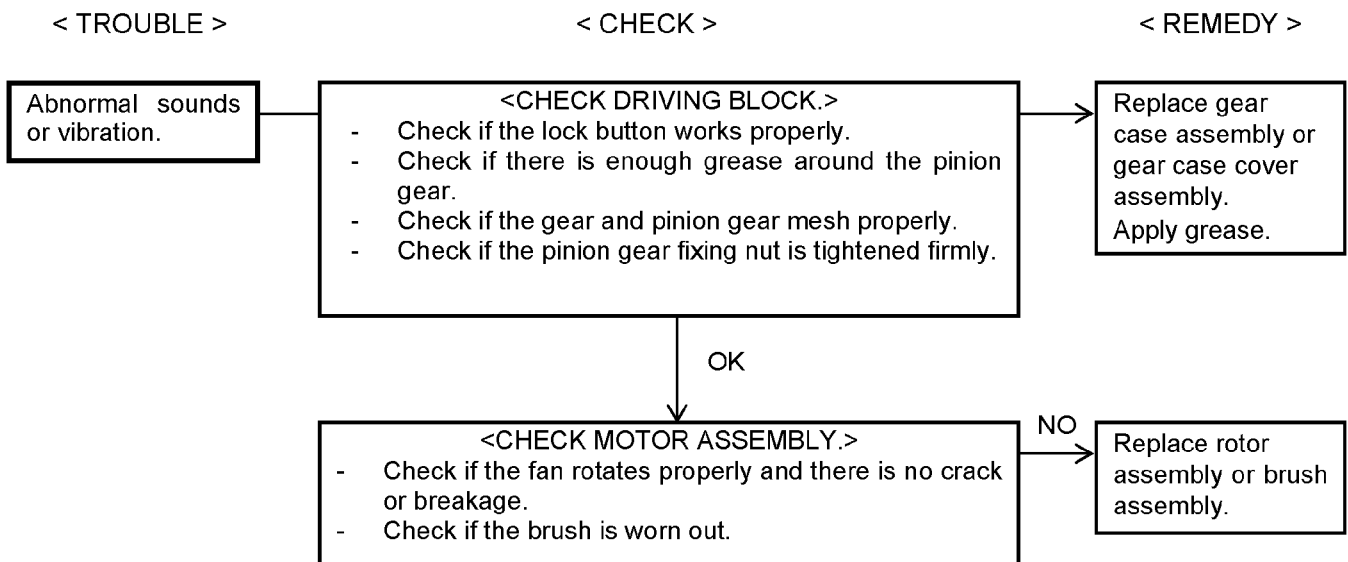 < TROUBLE >
< CHECK >
< REMEDY >
Abnormal sounds
or vibration.
<CHECK DRIVING BLOCK.>
- Check if the lock button works properly.
- Check if there is enough grease around the pinion
gear.
- Check if the gear and pinion gear mesh properly.
- Check if the pinion gear fixing nut is tightened firmly.
Replace gear
case assembly or
gear case cover
assembly.
Apply grease.
OK
<CHECK MOTOR ASSEMBLY.>
- Check if the fan rotates properly and there is no crack
or breakage.
- Check if the brush is worn out.
NO
Replace rotor
assembly or brush
assembly.